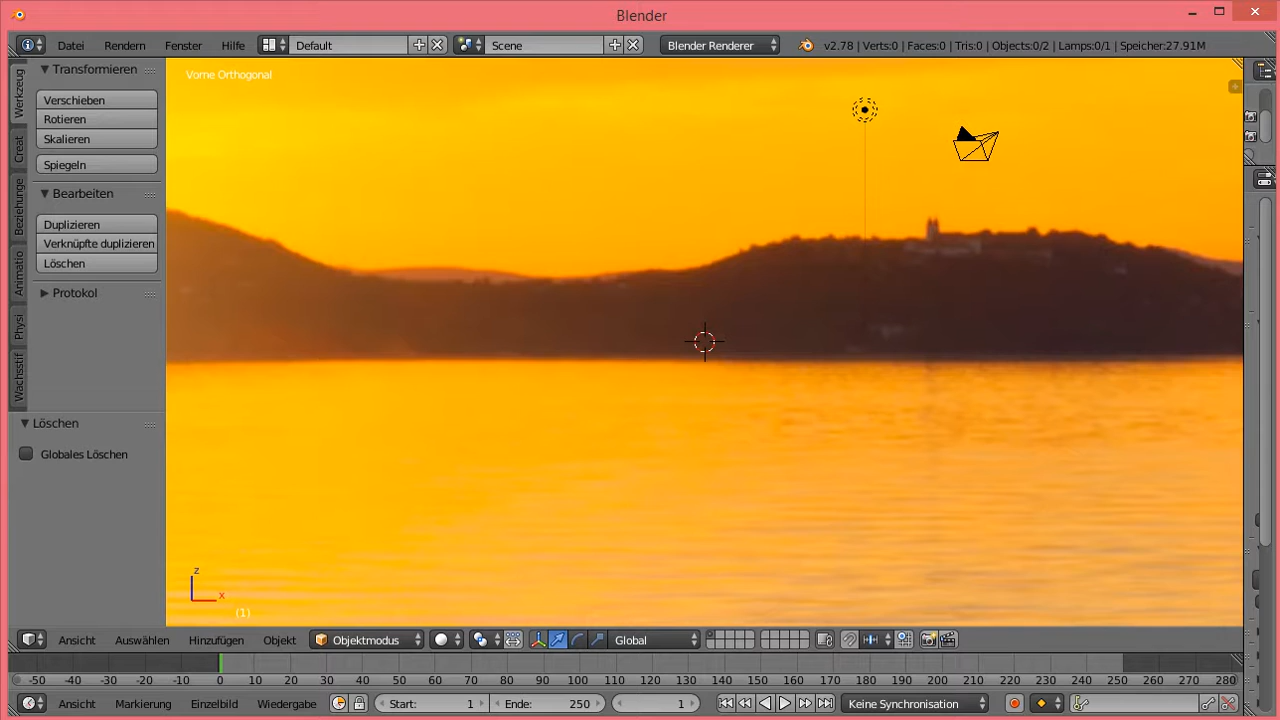 Blender
Datei Rendern Fenster Hilfe Default Scene Blender Renderer v2.78 | Verts:0 | Faces:0 | Tris:0 | Objects:0/2 | Lamps:0/1 | Speicher:27.91M
Werkzeug
Creat
Beziehunge
Animatio
Physi
Wachsstif
Transformieren
Verschieben
Rotieren
Skalieren
Spiegeln
Bearbeiten
Duplizieren
Verknüpfte duplizieren
Löschen
Protokol
Löschen
Globales Löschen
Vorne Orthogonal
z
x
(1)
Ansicht Auswählen Hinzufügen Objekt Objektmodus Global
-50 -40 -30 -20 -10 0 10 20 30 40 50 60 70 80 90 100 110 120 130 140 150 160 170 180 190 200 210 220 230 240 250 260 270 280
Ansicht Markierung Einzelbild Wiedergabe Start: 1 Ende: 250 1 Keine Synchronisation